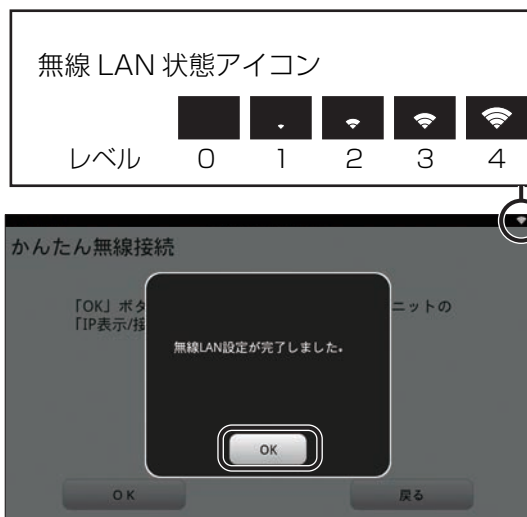 無線 LAN 状態アイコン
レベル 0 1 2 3 4
かんたん無線接続
「OK」ボタ ニットの
「IP表示/接
無線LAN設定が完了しました。
OK
OK 戻る